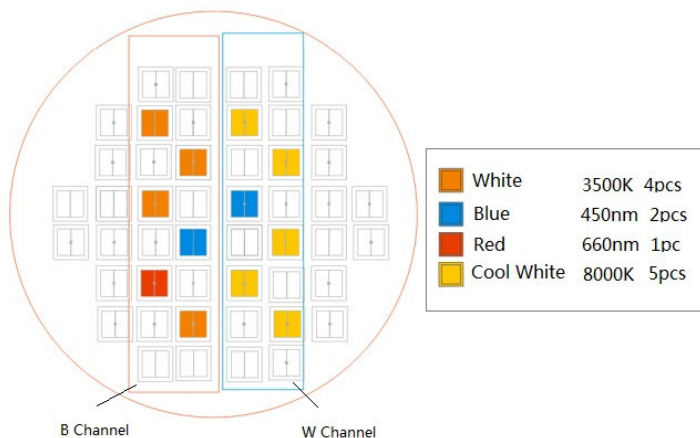 White 3500K 4pcs
Blue 450nm 2pcs
Red 660nm 1pc
Cool White 8000K 5pcs
B Channel
W Channel